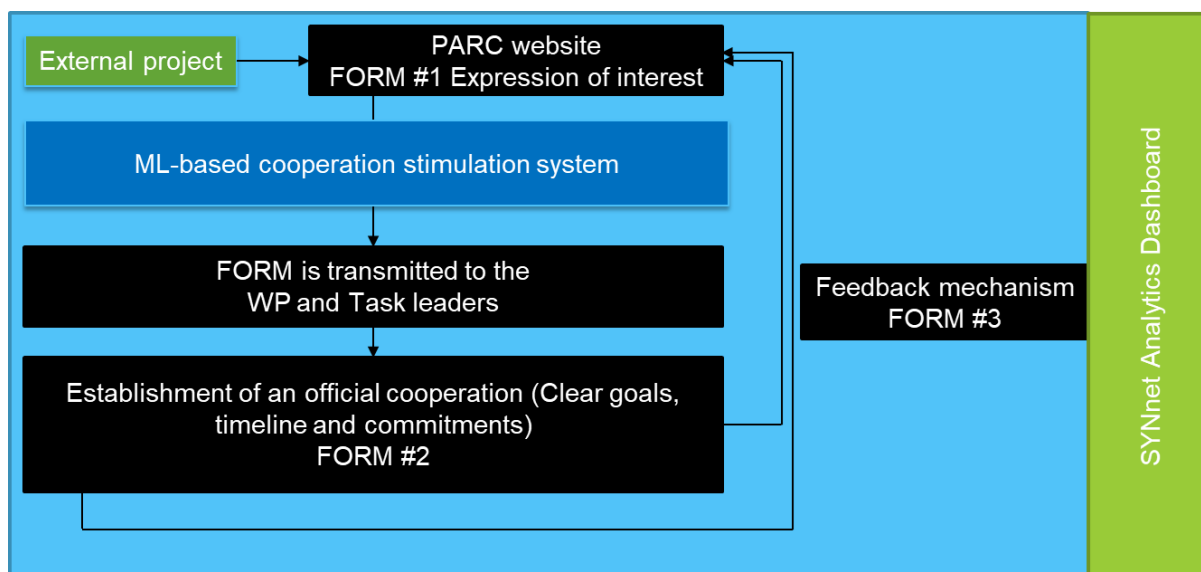 External project
PARC website
FORM #1 Expression of interest
ML-based cooperation stimulation system
FORM is transmitted to the
WP and Task leaders
Establishment of an official cooperation (Clear goals,
timeline and commitments)
FORM #2
Feedback mechanism
FORM #3
SYNnet Analytics Dashboard